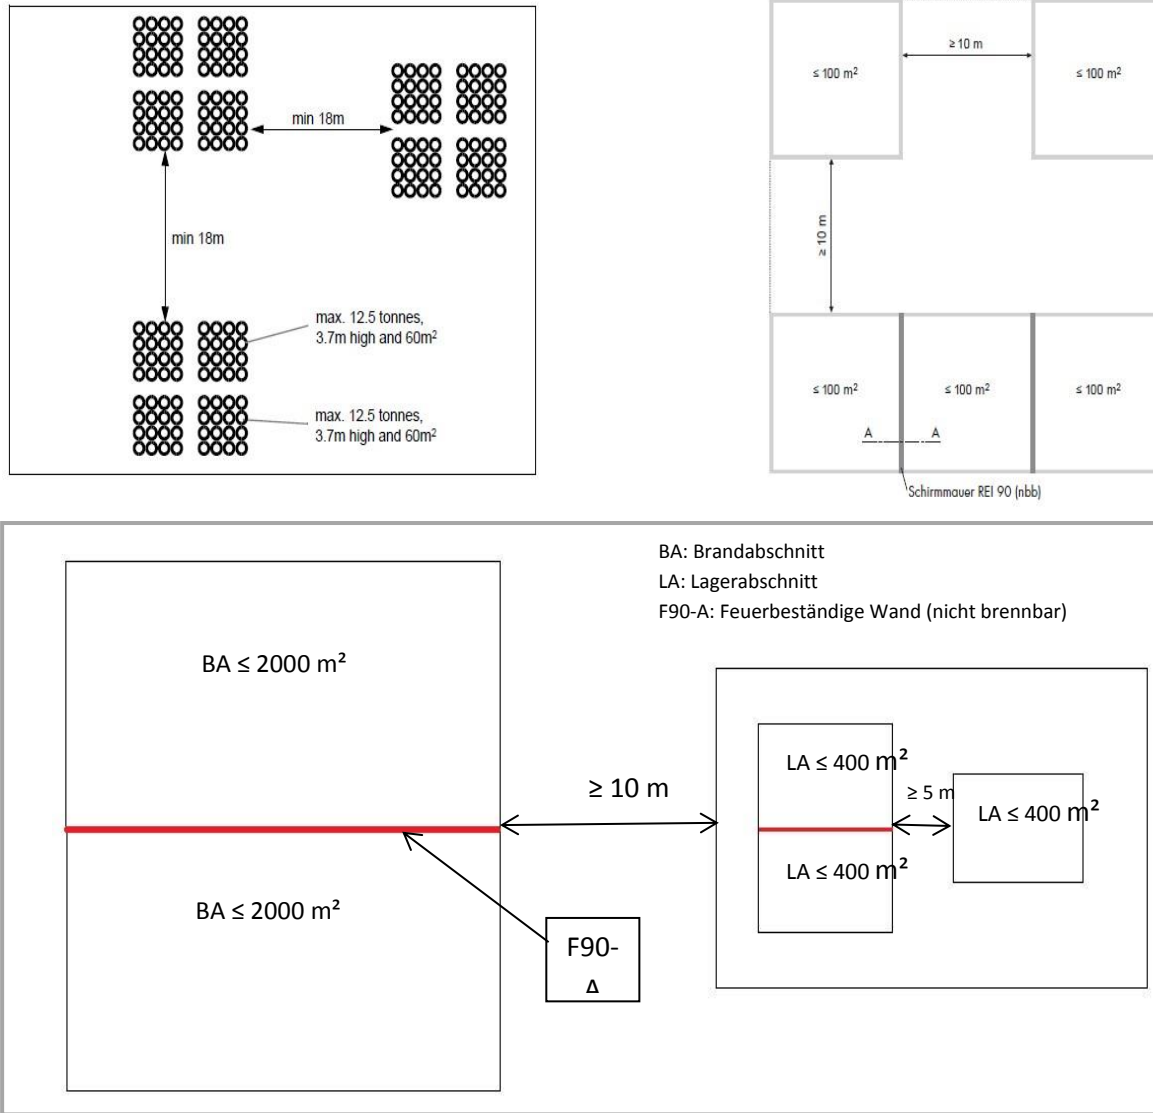 min 18m
min 18m
max. 12.5 tonnes,
3.7m high and 60m²
max. 12.5 tonnes,
3.7m high and 60m²
≥ 10 m
≤ 100 m²
≤ 100 m²
≥ 10 m
≤ 100 m²
≤ 100 m²
≤ 100 m²
A
A
Schirmmauer REI 90 (nbb)
BA: Brandabschnitt
LA: Lagerabschnitt
F90-A: Feuerbeständige Wand (nicht brennbar)
BA ≤ 2000 m²
BA ≤ 2000 m²
F90-
A
≥ 10 m
LA ≤ 400 m²
≥ 5 m
LA ≤ 400 m²
LA ≤ 400 m²